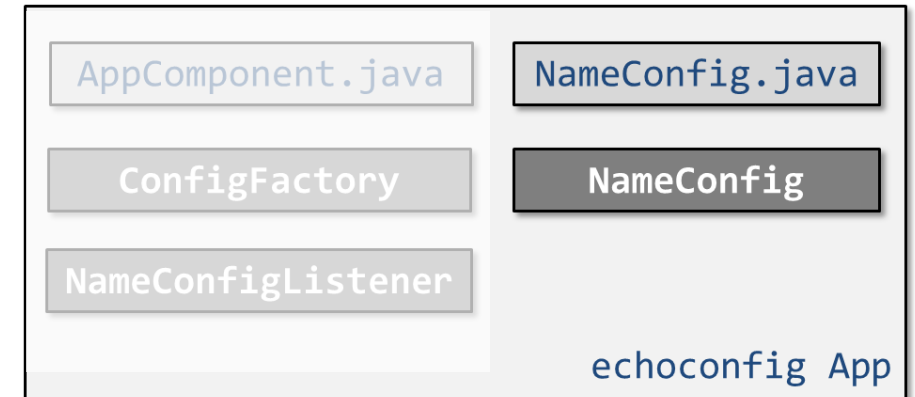 AppComponent.java
ConfigFactory
NameConfigListener
NameConfig.java
NameConfig
echoconfig App